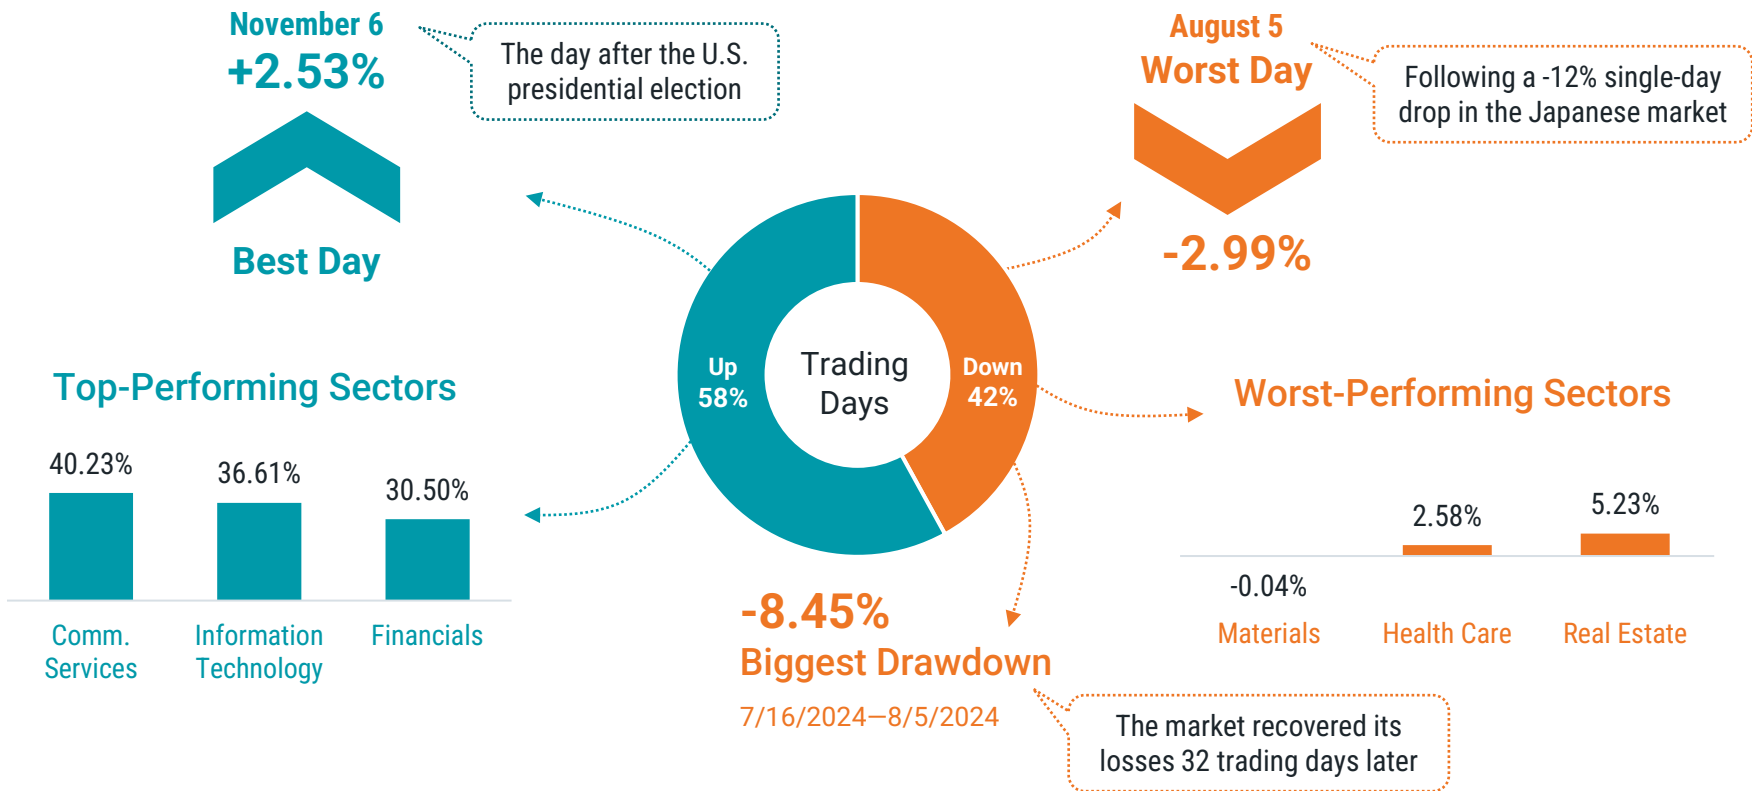 November 6
+2.53%
Best Day
The day after the U.S.
presidential election
August 5
Worst Day
-2.99%
Following a -12% single-day
drop in the Japanese market
Trading
Days
Up
58%
Down
42%
Top-Performing Sectors
40.23%
36.61%
30.50%
Comm.
Services
Information
Technology
Financials
Worst-Performing Sectors
-0.04%
2.58%
5.23%
Materials
Health Care
Real Estate
-8.45%
Biggest Drawdown
7/16/2024—8/5/2024
The market recovered its
losses 32 trading days later